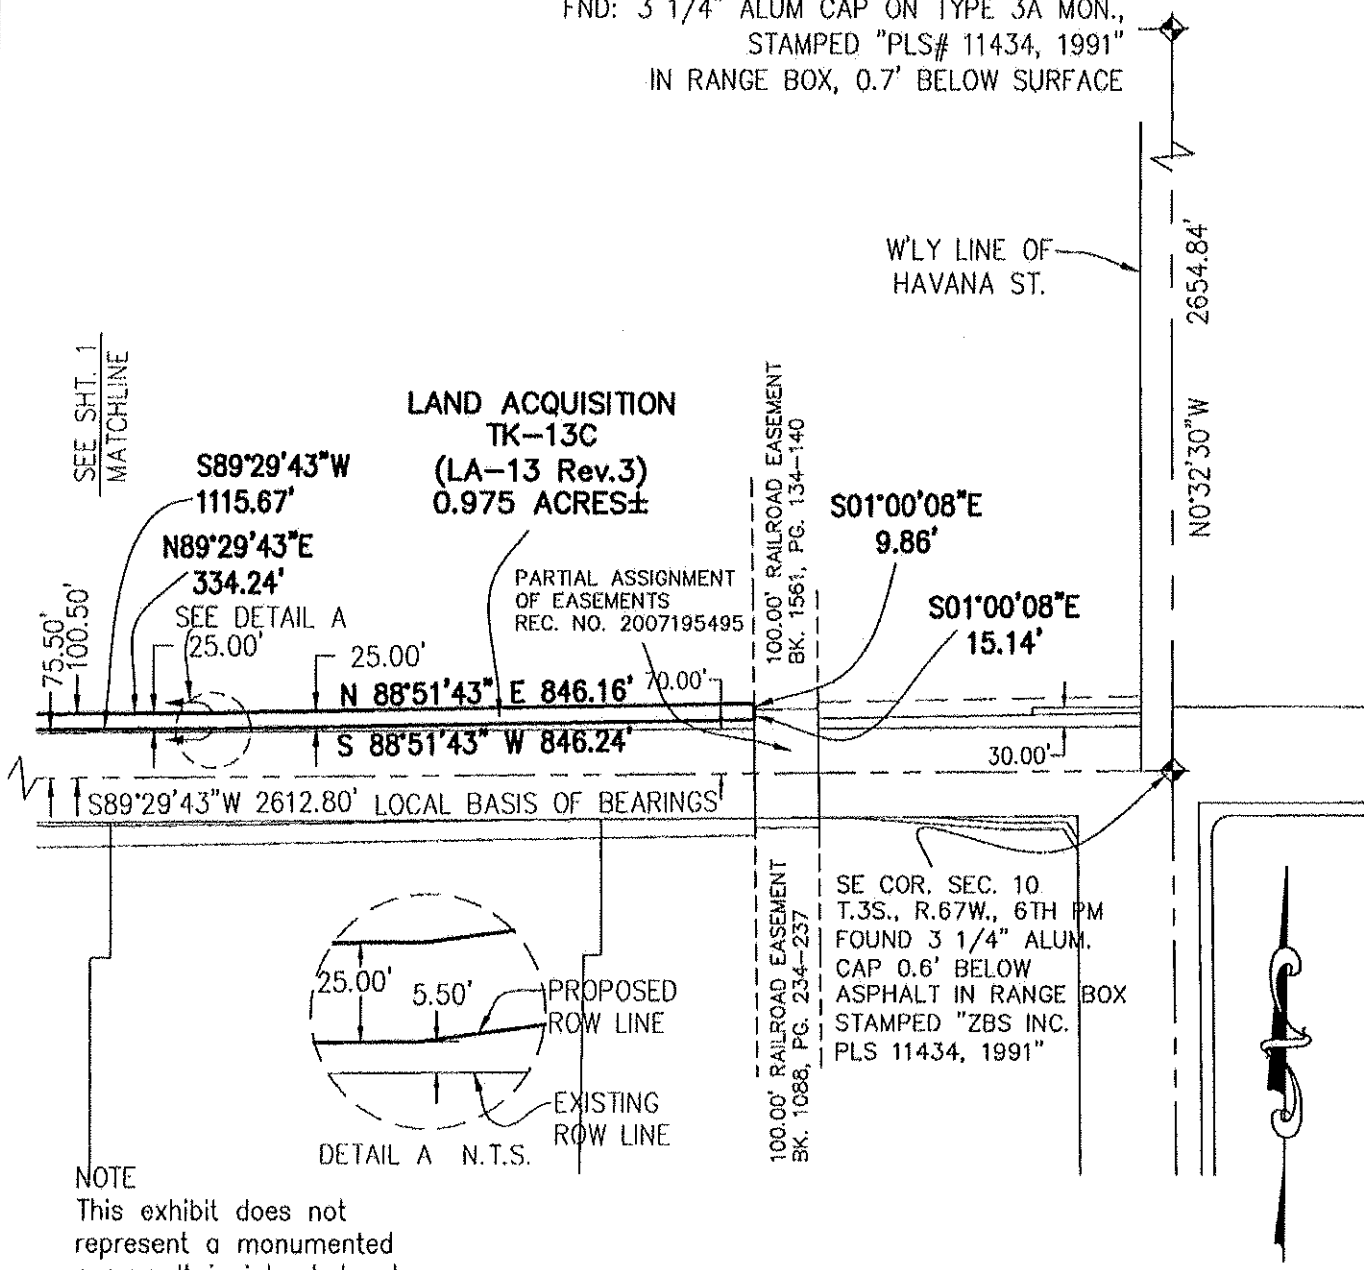 FND: 3 1/4" ALUM CAP ON TYPE 3A MON.,
STAMPED "PLS# 11434, 1991"
IN RANGE BOX, 0.7' BELOW SURFACE
W'LY LINE OF
HAVANA ST.
N0°32'30"W 2654.84'
SEE SHT. 1
MATCHLINE
LAND ACQUISITION
TK-13C
(LA-13 Rev.3)
0.975 ACRES±
S89°29'43"W
1115.67'
N89°29'43"E
334.24'
SEE DETAIL A
25.00'
25.00'
75.50'
100.50'
PARTIAL ASSIGNMENT
OF EASEMENTS
REC. NO. 2007195495
100.00' RAILROAD EASEMENT
BK. 1561, PG. 134-140
S01°00'08"E
9.86'
S01°00'08"E
15.14'
N 88°51'43" E 846.16'
70.00'
S 88°51'43" W 846.24'
30.00'
S89°29'43"W 2612.80' LOCAL BASIS OF BEARINGS
100.00' RAILROAD EASEMENT
BK. 1088, PG. 234-237
SE COR. SEC. 10
T.3S., R.67W., 6TH PM
FOUND 3 1/4" ALUM.
CAP 0.6' BELOW
ASPHALT IN RANGE BOX
STAMPED "ZBS INC.
PLS 11434, 1991"
25.00'
5.50'
PROPOSED
ROW LINE
EXISTING
ROW LINE
DETAIL A N.T.S.
NOTE
This exhibit does not
represent a monumented